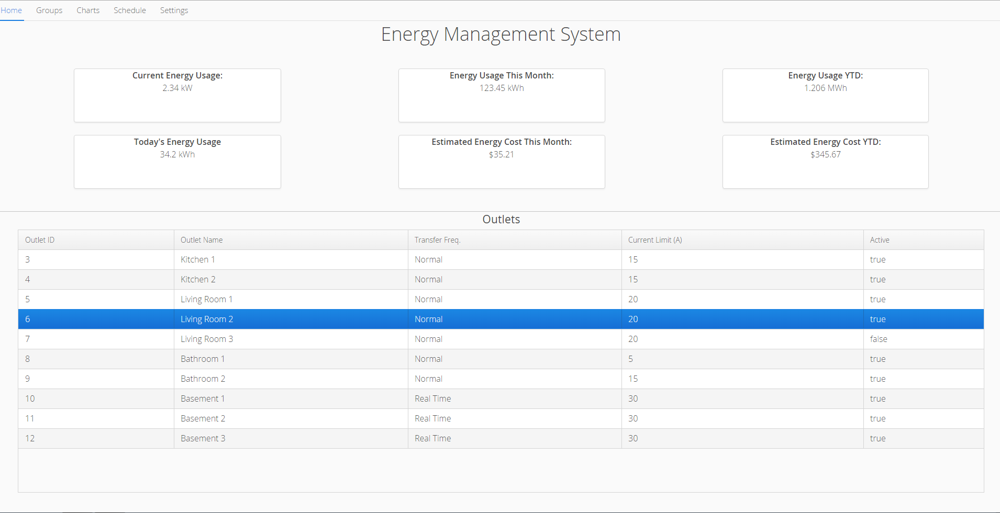 Home Groups Charts Schedule Settings
Energy Management System
Current Energy Usage:
2.34 kW
Energy Usage This Month:
123.45 kWh
Energy Usage YTD:
1.206 MWh
Today's Energy Usage
34.2 kWh
Estimated Energy Cost This Month:
$35.21
Estimated Energy Cost YTD:
$345.67
Outlets
Outlet ID Outlet Name Transfer Freq. Current Limit (A) Active
3 Kitchen 1 Normal 15 true
4 Kitchen 2 Normal 15 true
5 Living Room 1 Normal 20 true
6 Living Room 2 Normal 20 true
7 Living Room 3 Normal 20 false
8 Bathroom 1 Normal 5 true
9 Bathroom 2 Normal 15 true
10 Basement 1 Real Time 30 true
11 Basement 2 Real Time 30 true
12 Basement 3 Real Time 30 true